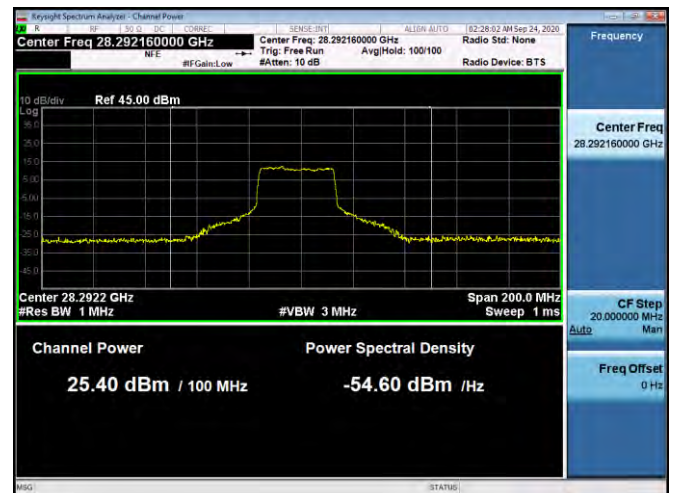 Keysight Spectrum Analyzer - Channel Power
R RF 50 Ω DC CORREC SENSE:INT ALIGN AUTO 02:28:02 AM Sep 24, 2020
Center Freq 28.292160000 GHz
Center Freq: 28.292160000 GHz Radio Std: None
NFE
Trig: Free Run Avg|Hold: 100/100
#IFGain:Low #Atten: 10 dB Radio Device: BTS
Frequency
10 dB/div Ref 45.00 dBm
Log
35.0
25.0
15.0
5.00
-5.00
-15.0
-25.0
-35.0
-45.0
Center Freq
28.292160000 GHz
Center 28.2922 GHz Span 200.0 MHz
#Res BW 1 MHz #VBW 3 MHz Sweep 1 ms
CF Step
20.000000 MHz
Auto Man
Channel Power Power Spectral Density
25.40 dBm / 100 MHz -54.60 dBm /Hz
Freq Offset
0 Hz
MSG STATUS